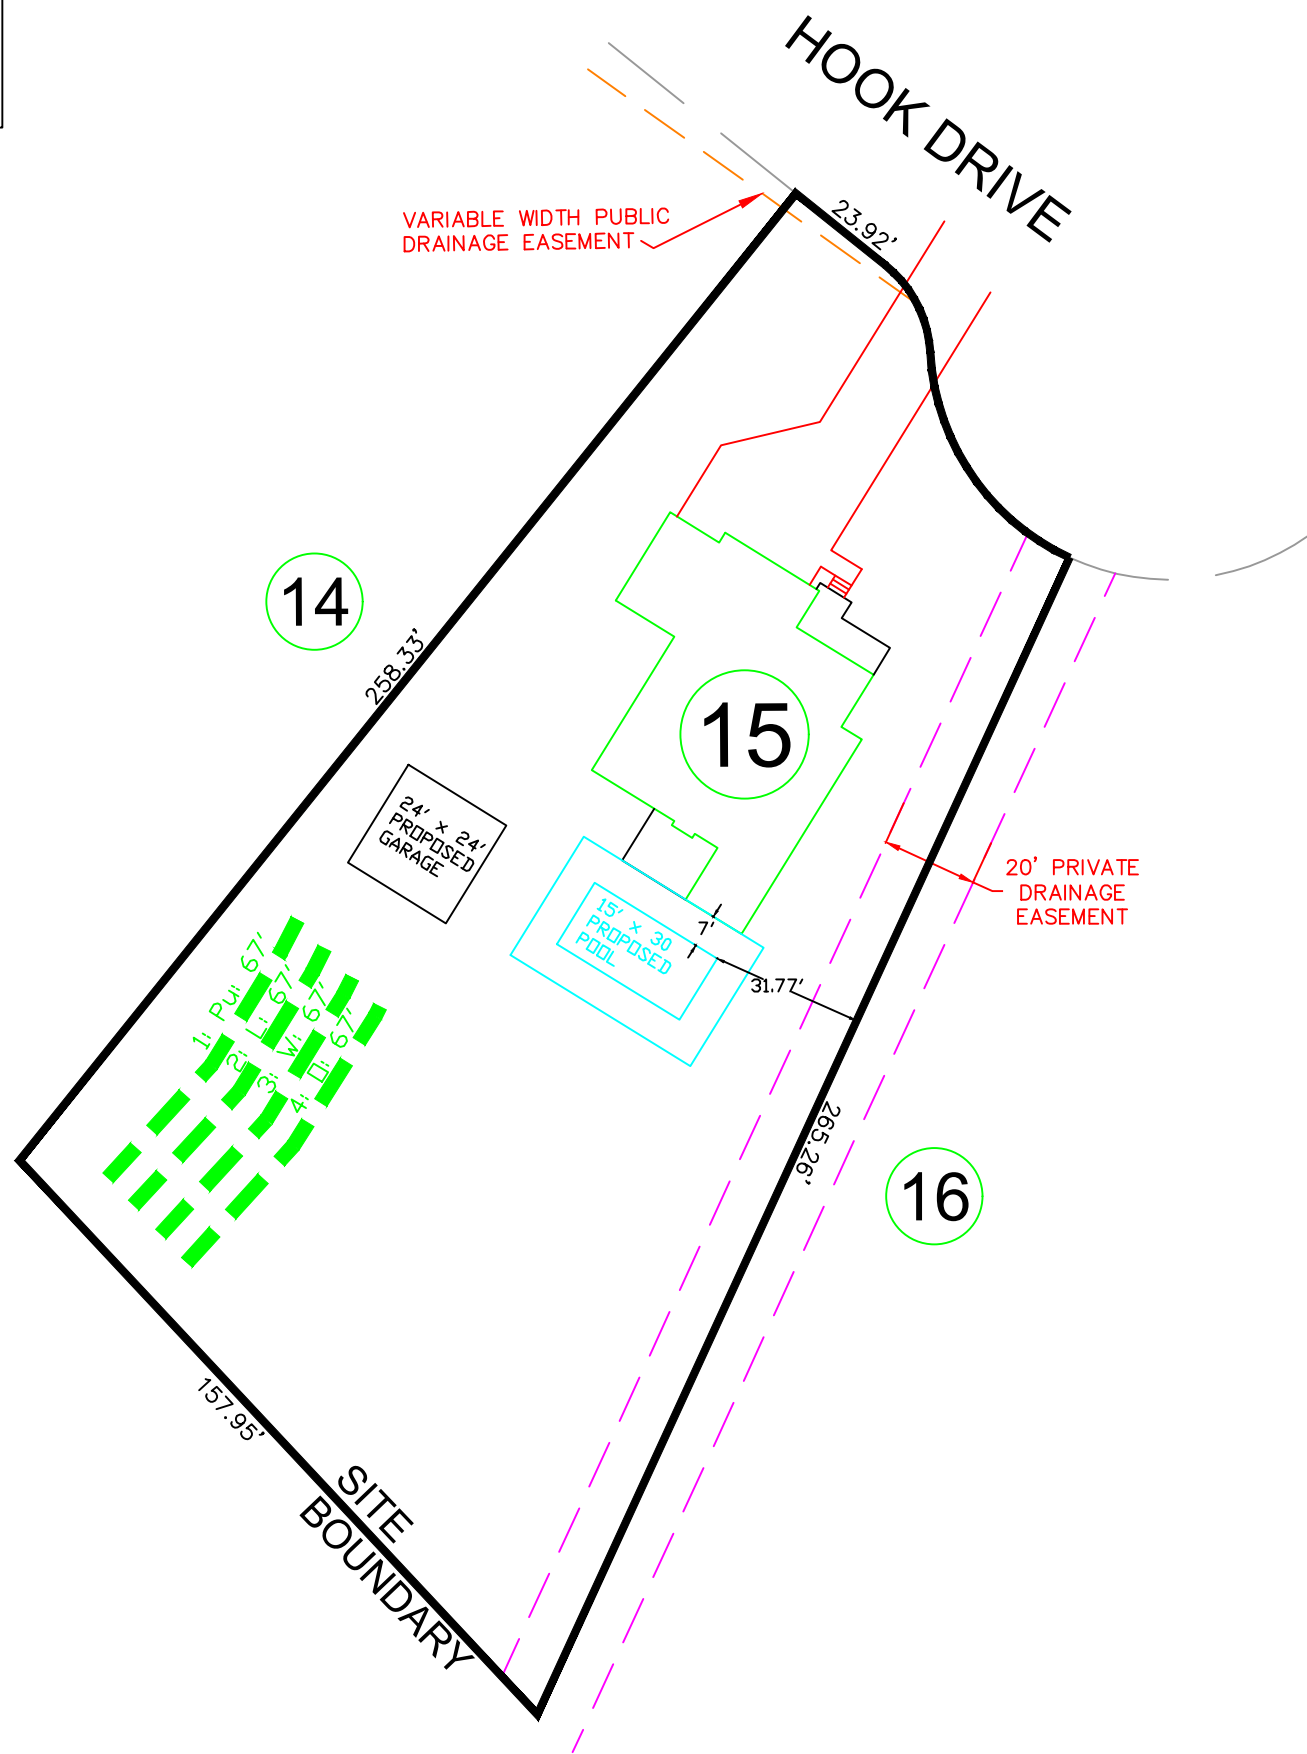 HOOK DRIVE
VARIABLE WIDTH PUBLIC
DRAINAGE EASEMENT
23.92'
14
258.33'
15
24' x 24'
PROPOSED
GARAGE
15' x 30
PROPOSED
POOL
7'
31.77'
20' PRIVATE
DRAINAGE
EASEMENT
1: Pu: 67'
2: L: 67'
3: W: 67'
4: D: 67'
265.26'
16
157.95'
SITE
BOUNDARY